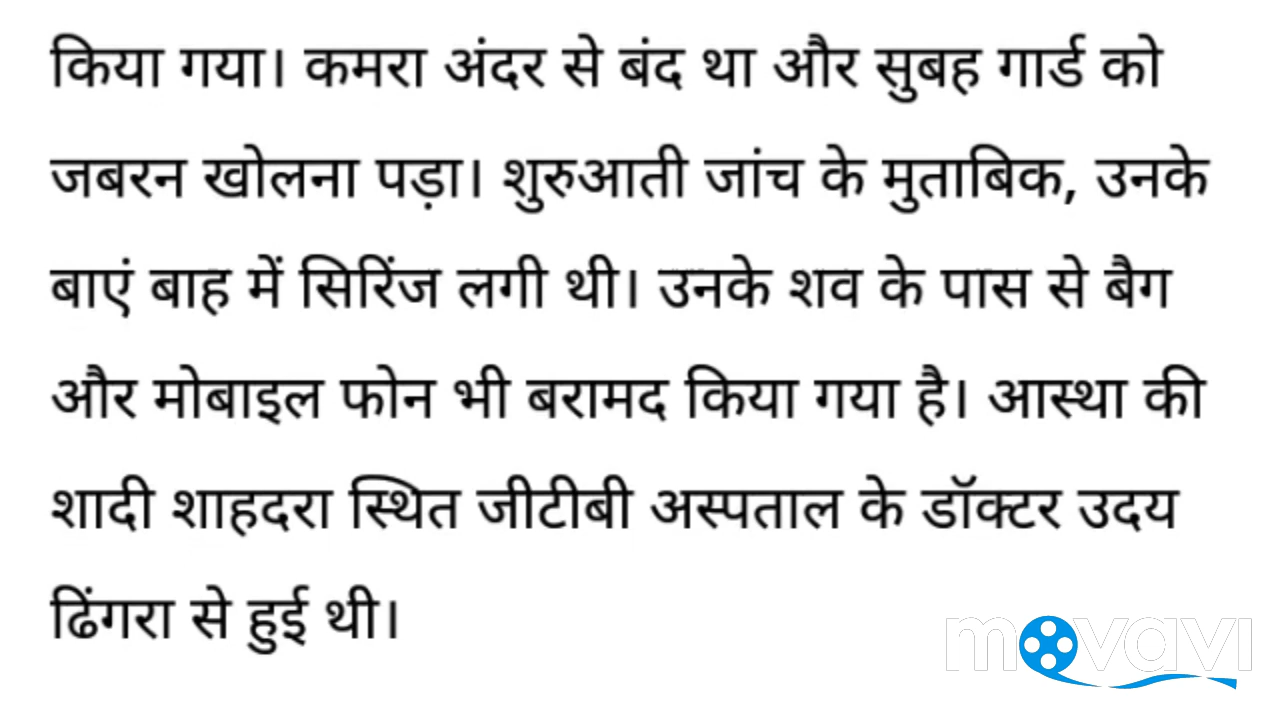 किया गया। कमरा अंदर से बंद था और सुबह गार्ड को
जबरन खोलना पड़ा। शुरुआती जांच के मुताबिक, उनके
बाएं बाह में सिरिंज लगी थी। उनके शव के पास से बैग
और मोबाइल फोन भी बरामद किया गया है। आस्था की
शादी शाहदरा स्थित जीटीबी अस्पताल के डॉक्टर उदय
ढिंगरा से हुई थी।
movavi